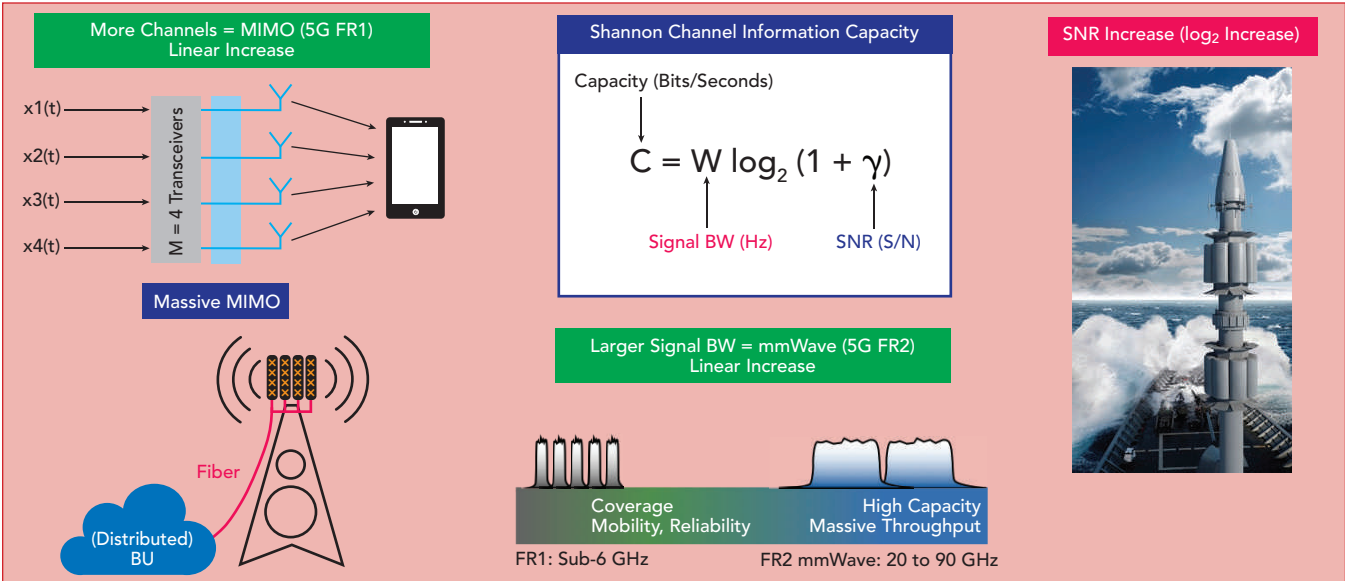 More Channels = MIMO (5G FR1)
Linear Increase
x1(t)
x2(t)
x3(t)
x4(t)
M = 4 Transceivers
Massive MIMO
Fiber
(Distributed)
BU
Shannon Channel Information Capacity
Capacity (Bits/Seconds)
C = W log₂ (1 + γ)
Signal BW (Hz)
SNR (S/N)
Larger Signal BW = mmWave (5G FR2)
Linear Increase
Coverage
Mobility, Reliability
High Capacity
Massive Throughput
FR1: Sub-6 GHz
FR2 mmWave: 20 to 90 GHz
SNR Increase (log₂ Increase)